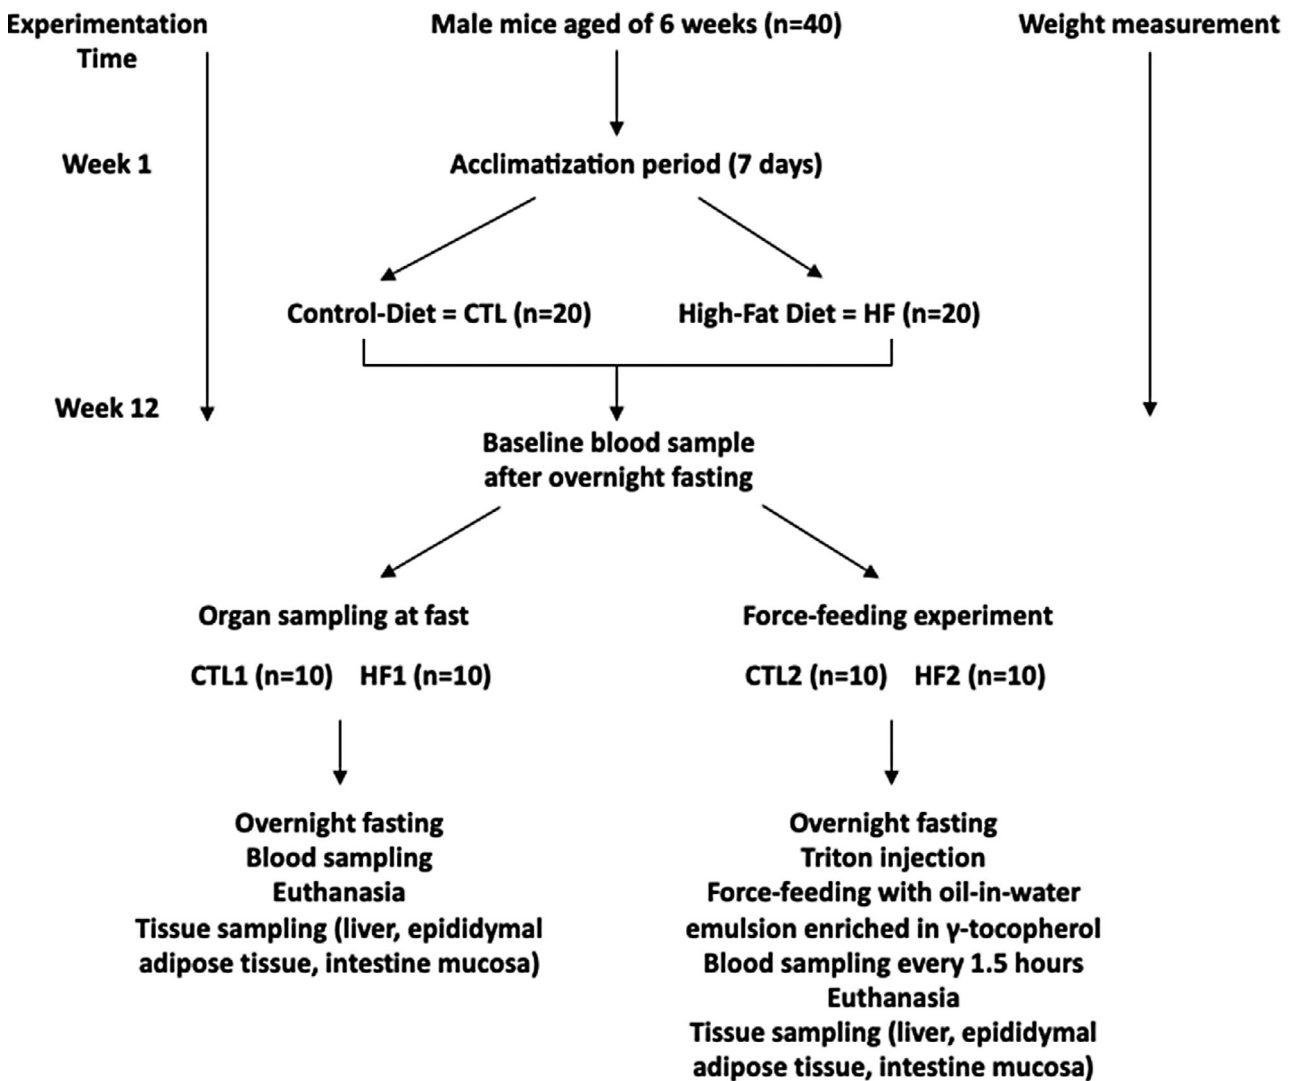 Experimentation
Time
Male mice aged of 6 weeks (n=40)
Weight measurement
Week 1
Acclimatization period (7 days)
Control-Diet = CTL (n=20)
High-Fat Diet = HF (n=20)
Week 12
Baseline blood sample
after overnight fasting
Organ sampling at fast
CTL1 (n=10) HF1 (n=10)
Force-feeding experiment
CTL2 (n=10) HF2 (n=10)
Overnight fasting
Blood sampling
Euthanasia
Tissue sampling (liver, epididymal
adipose tissue, intestine mucosa)
Overnight fasting
Triton injection
Force-feeding with oil-in-water
emulsion enriched in γ-tocopherol
Blood sampling every 1.5 hours
Euthanasia
Tissue sampling (liver, epididymal
adipose tissue, intestine mucosa)